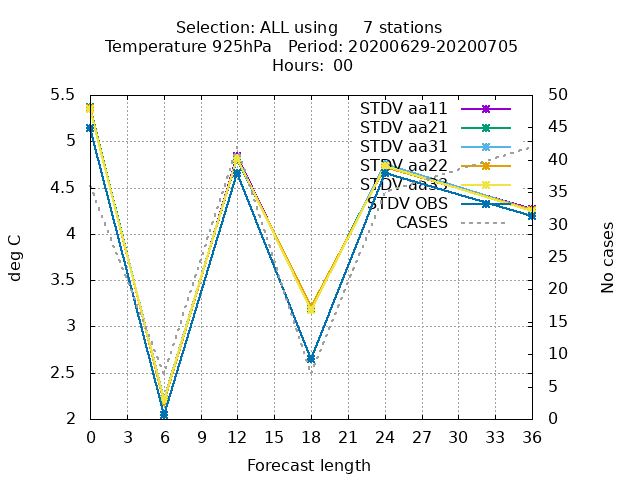 Selection: ALL using     7 stations
Temperature 925hPa   Period: 20200629-20200705
Hours:  00
5.5
5
4.5
4
3.5
3
2.5
2
deg C
STDV aa11
STDV aa21
STDV aa31
STDV aa22
STDV aa33
STDV OBS
CASES
50
45
40
35
30
25
20
15
10
5
0
No cases
0 3 6 9 12 15 18 21 24 27 30 33 36
Forecast length